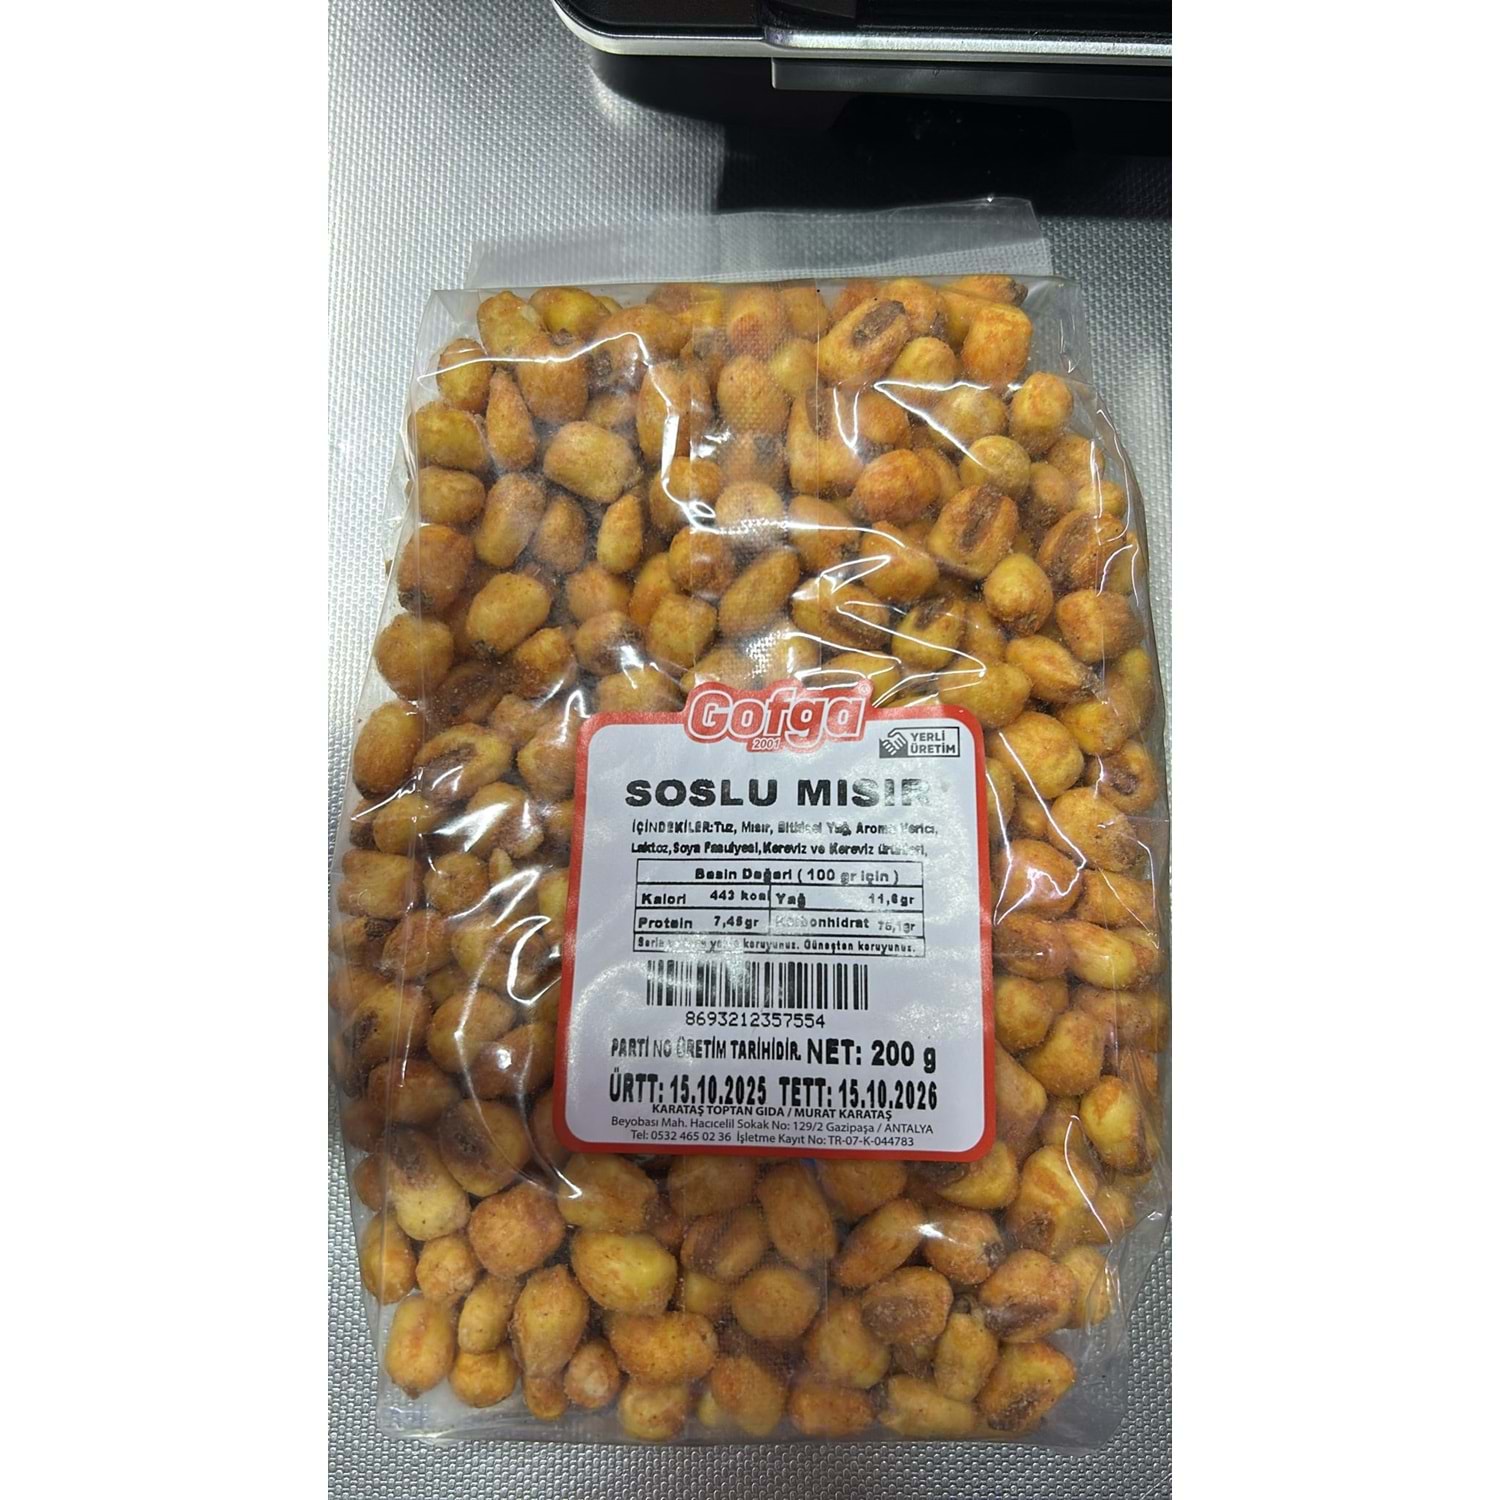 Gofga
2001
YERLİ
ÜRETİM
SOSLU MISIR
İÇİNDEKİLER:Tuz, Mısır, Bitkisel Yağ, Aroma Verici,
Laktoz,Soya Fasulyesi,Kereviz ve Kereviz ürünleri,
Besin Değeri ( 100 gr için )
Kalori 443 kcal Yağ 11,6gr
Protein 7,45gr Karbonhidrat
koruyunuz. Güneşten koruyunuz.
8693212357554
PARTİ NO ÜRETİM TARİHİDİR. NET: 200 g
ÜRTT: 15.10.2025 TETT: 15.10.2026
KARATAŞ TOPTAN GIDA / MURAT KARATAŞ
Beyobası Mah. Hacıcelil Sokak No: 129/2 Gazipaşa / ANTALYA
Tel: 0532 465 02 36 İşletme Kayıt No: TR-07-K-044783